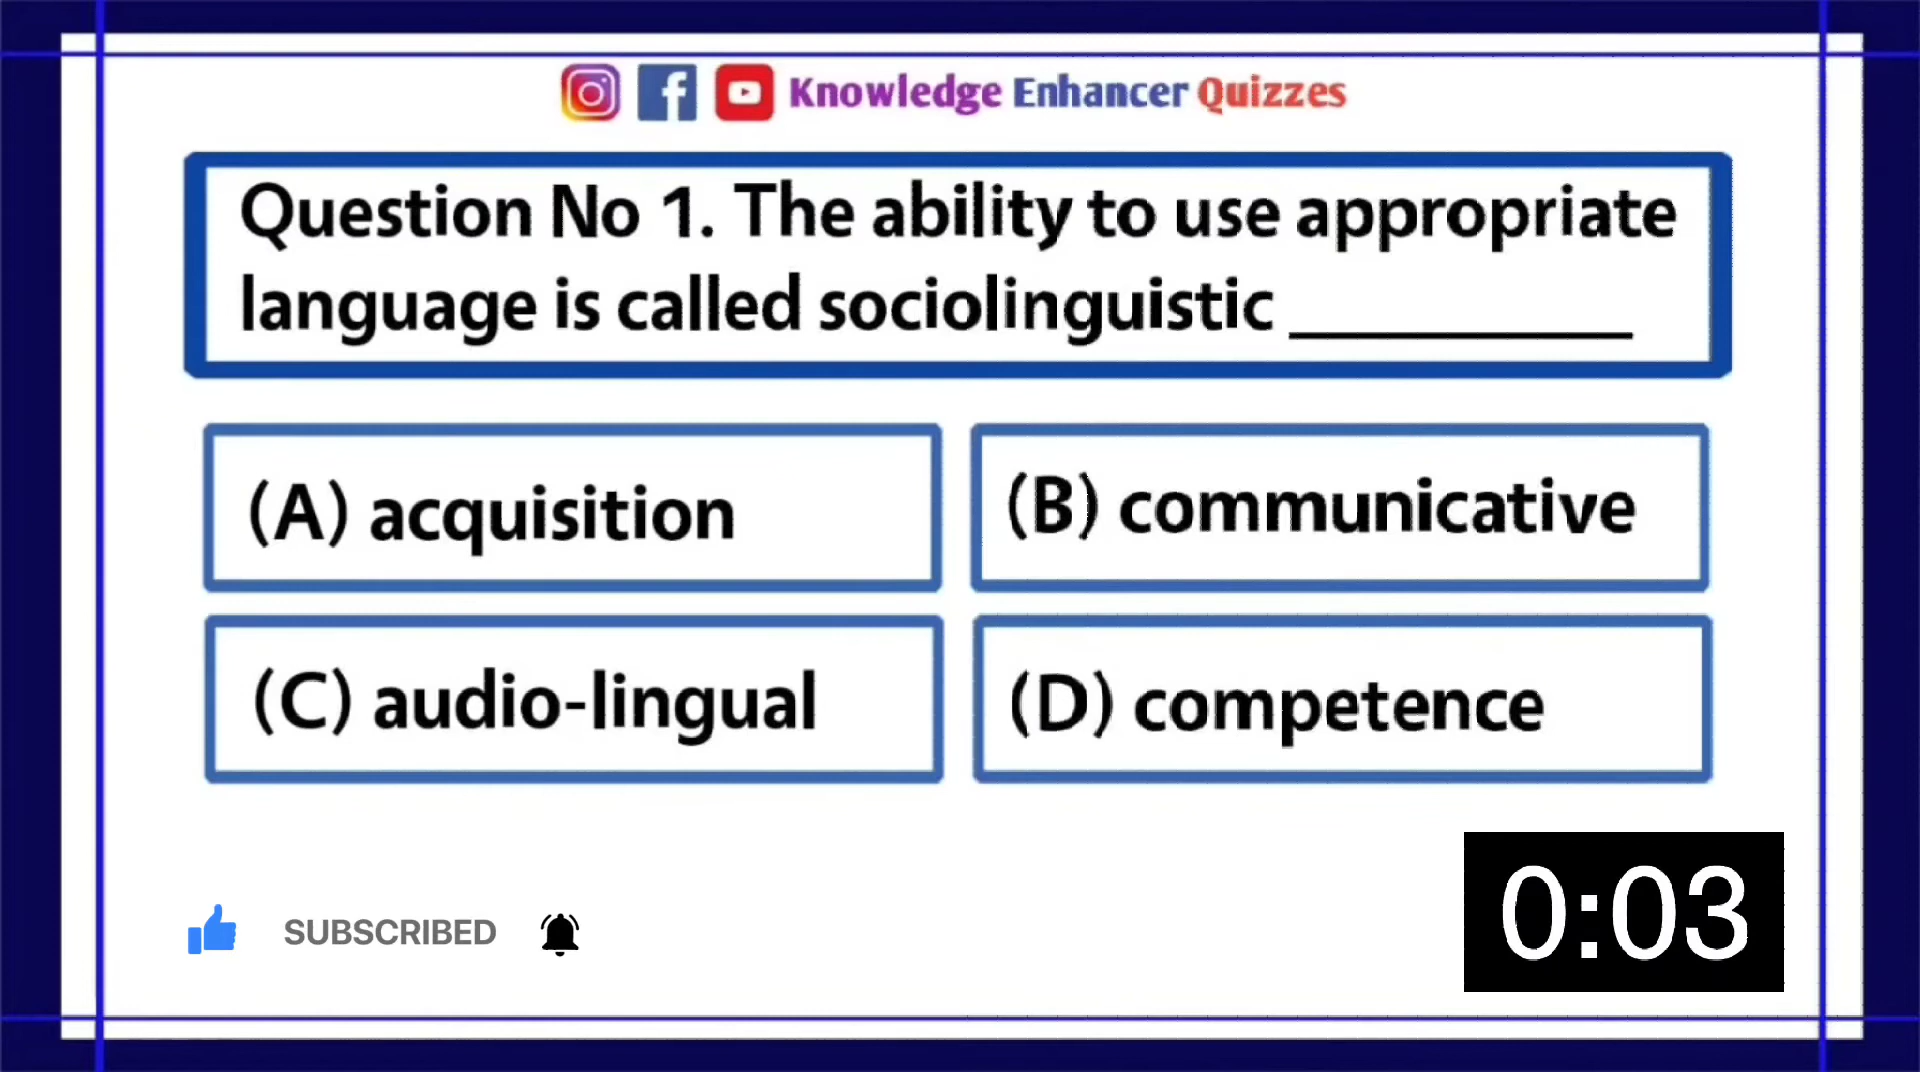 Knowledge Enhancer Quizzes
Question No 1. The ability to use appropriate
language is called sociolinguistic __________
(A) acquisition
(B) communicative
(C) audio-lingual
(D) competence
SUBSCRIBED
0:03